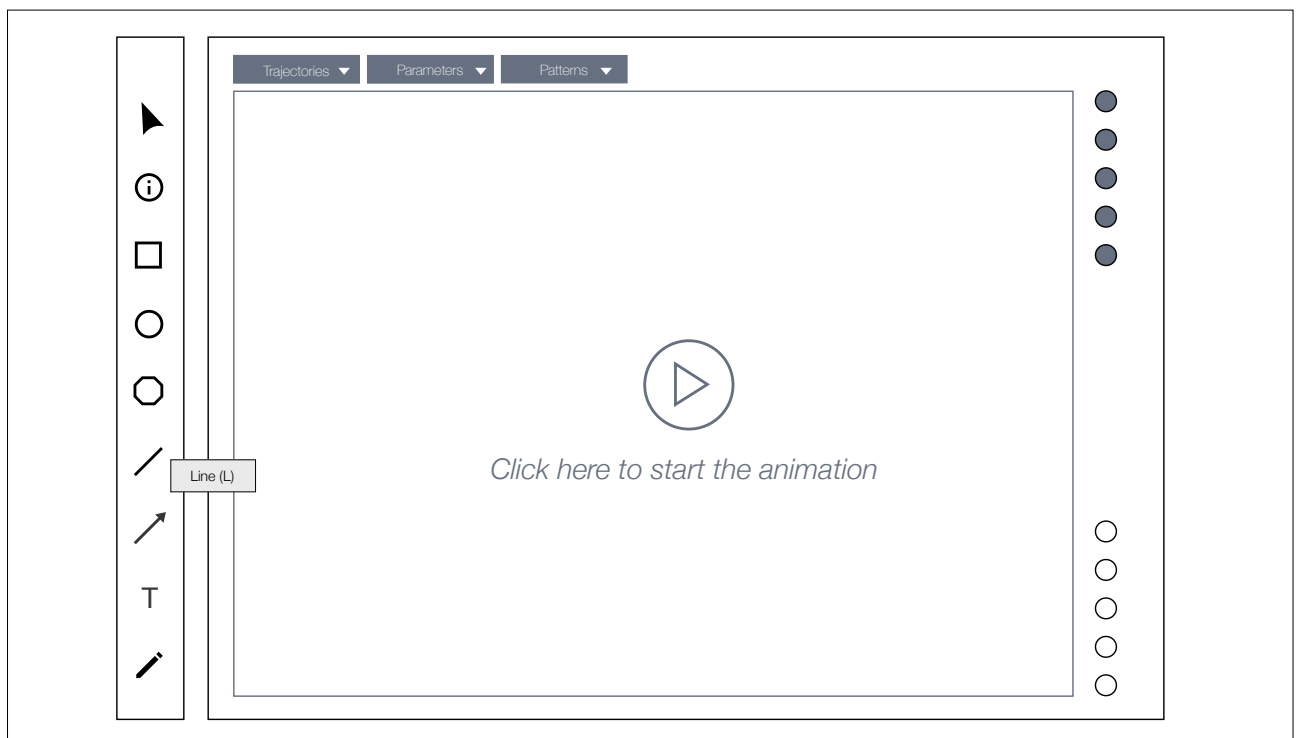 Trajectories
Parameters
Patterns
Line (L)
Click here to start the animation
T